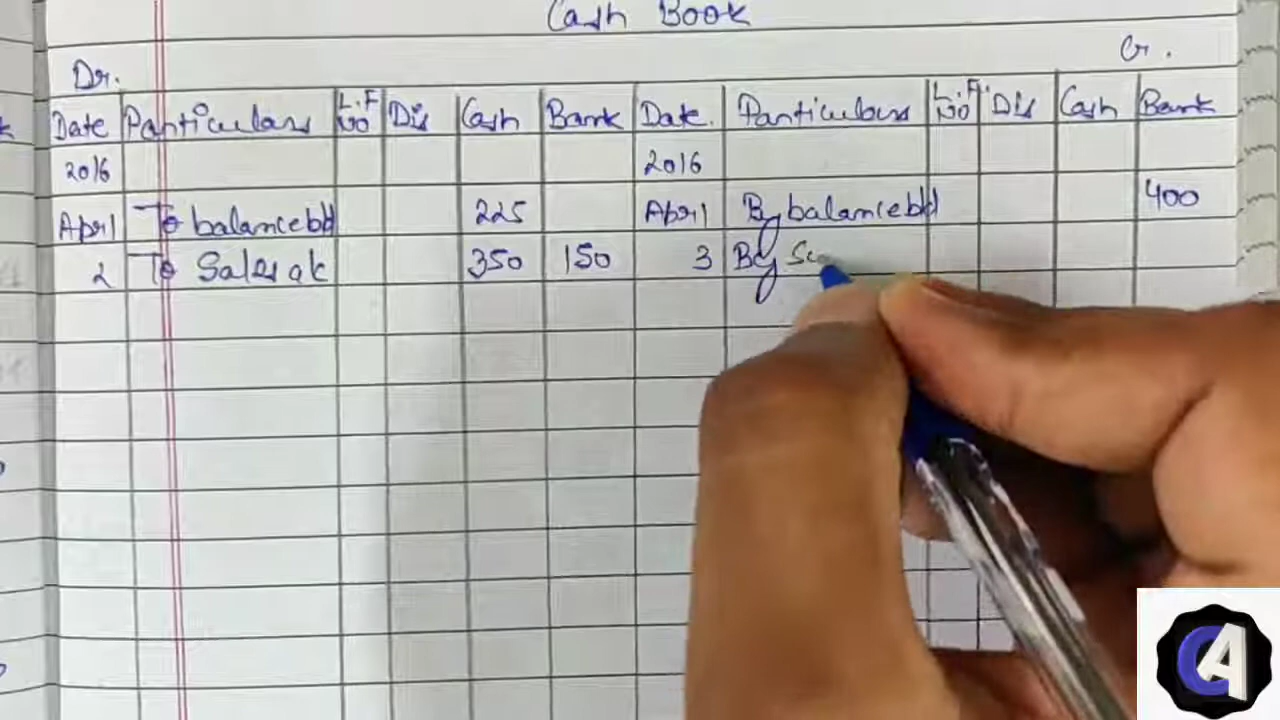 Cash Book
Dr. Cr.
Date Particulars L.F No Dis Cash Bank Date. Particulars L.F No Dis Cash Bank
2016 2016
April To balance b/d 225 April By balance b/d 400
2 To Sales a/c 350 150 3 By
CA